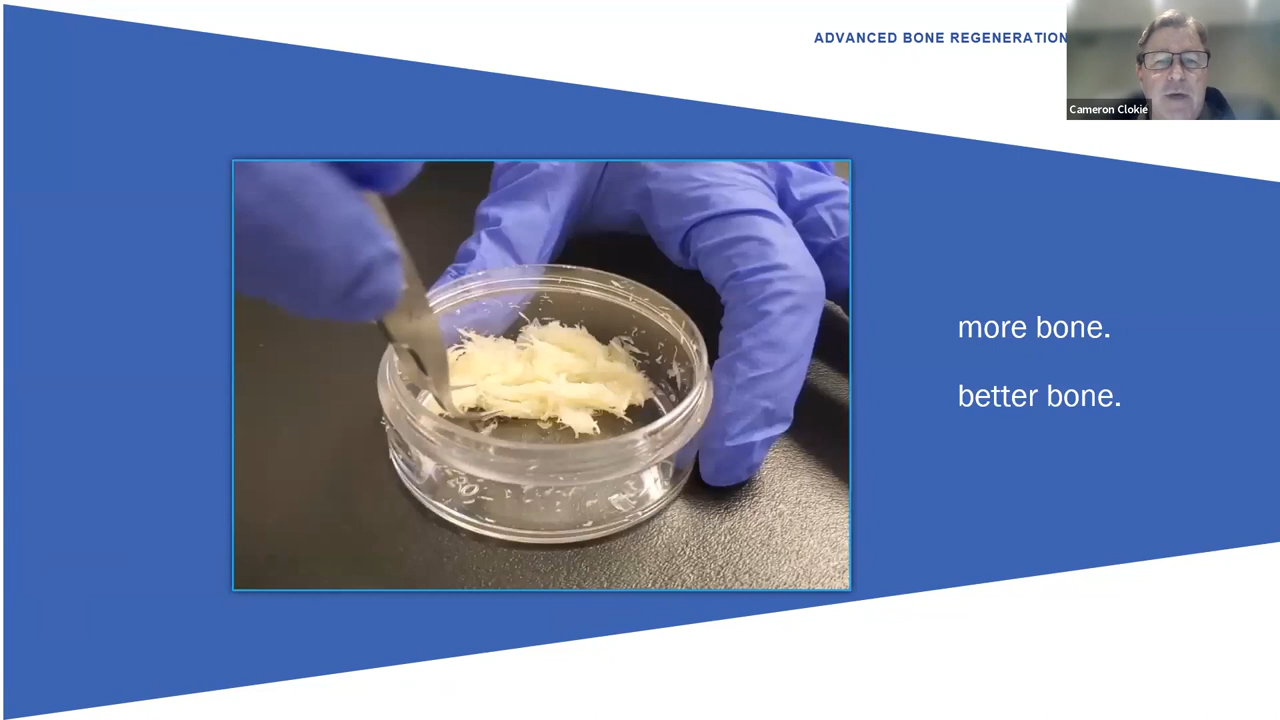 ADVANCED BONE REGENERATION
Cameron Clokie
more bone.
better bone.